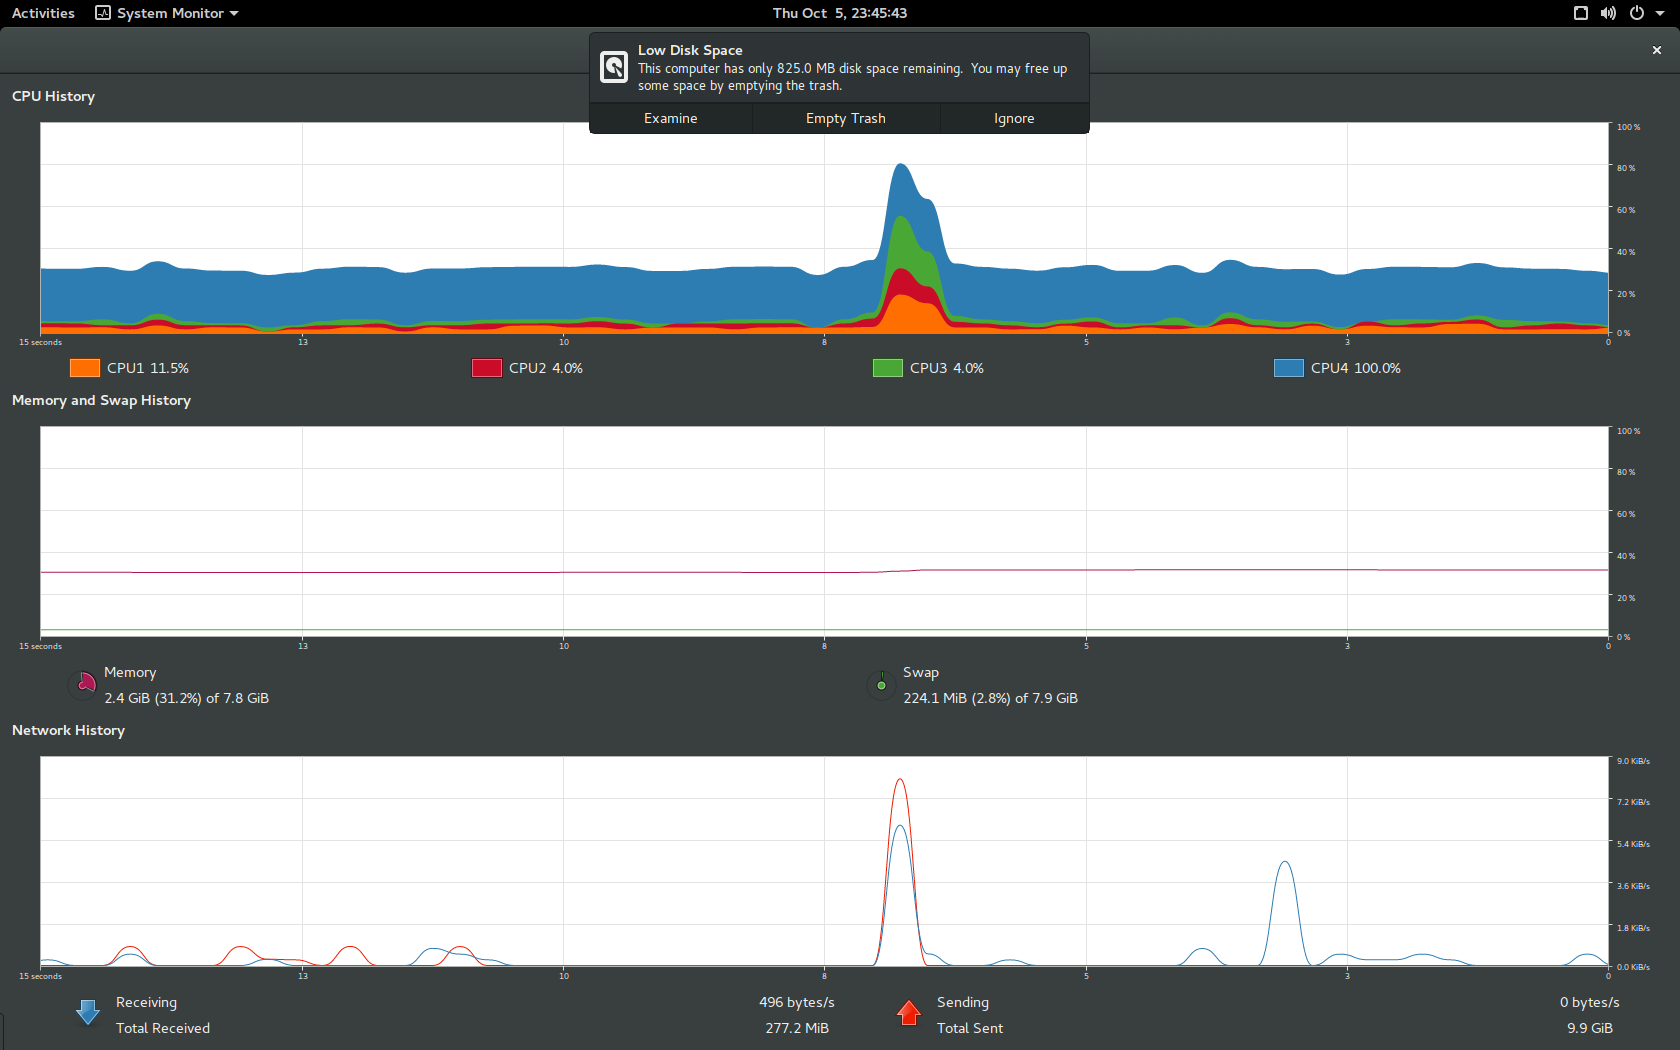 Activities
System Monitor
Thu Oct  5, 23:45:43
Low Disk Space
This computer has only 825.0 MB disk space remaining.  You may free up
some space by emptying the trash.
Examine
Empty Trash
Ignore
CPU History
100 %
80 %
60 %
40 %
20 %
0 %
15 seconds
13
10
8
5
3
0
CPU1 11.5%
CPU2 4.0%
CPU3 4.0%
CPU4 100.0%
Memory and Swap History
100 %
80 %
60 %
40 %
20 %
0 %
15 seconds
13
10
8
5
3
0
Memory
2.4 GiB (31.2%) of 7.8 GiB
Swap
224.1 MiB (2.8%) of 7.9 GiB
Network History
9.0 KiB/s
7.2 KiB/s
5.4 KiB/s
3.6 KiB/s
1.8 KiB/s
0.0 KiB/s
15 seconds
13
10
8
5
3
0
Receiving
496 bytes/s
Total Received
277.2 MiB
Sending
0 bytes/s
Total Sent
9.9 GiB